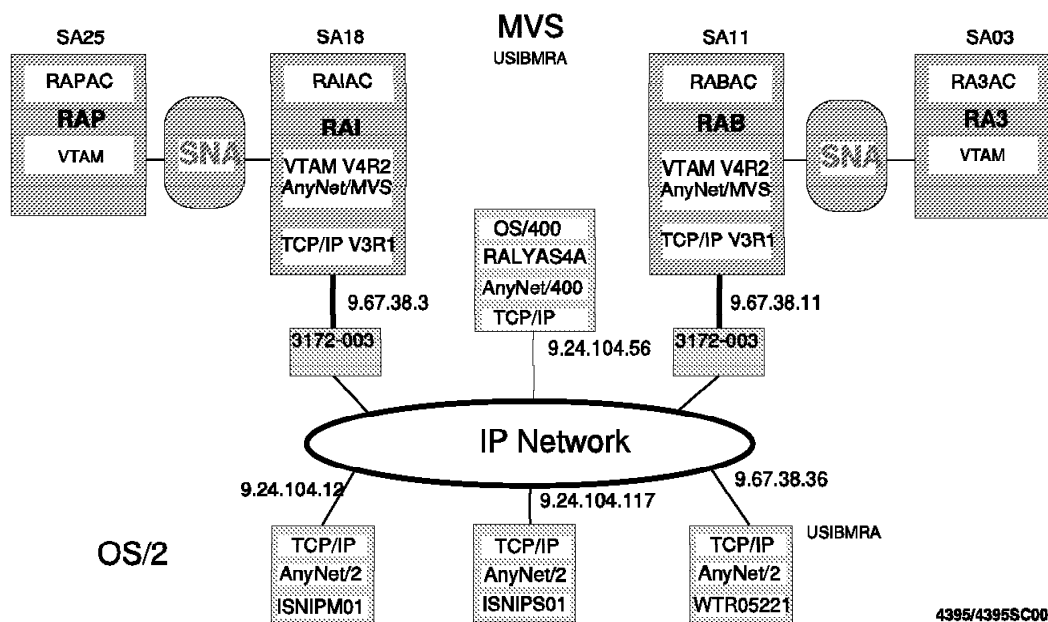 MVS
USIBMRA
SA25
RAPAC
RAP
VTAM
SNA
SA18
RAIAC
RAI
VTAM V4R2
AnyNet/MVS
TCP/IP V3R1
9.67.38.3
3172-003
OS/400
RALYAS4A
AnyNet/400
TCP/IP
9.24.104.56
SA11
RABAC
RAB
VTAM V4R2
AnyNet/MVS
TCP/IP V3R1
9.67.38.11
3172-003
SNA
SA03
RA3AC
RA3
VTAM
IP Network
9.24.104.12
9.24.104.117
9.67.38.36
OS/2
TCP/IP
AnyNet/2
ISNIPM01
TCP/IP
AnyNet/2
ISNIPS01
TCP/IP
AnyNet/2
WTR05221
USIBMRA
4395/4395SC00